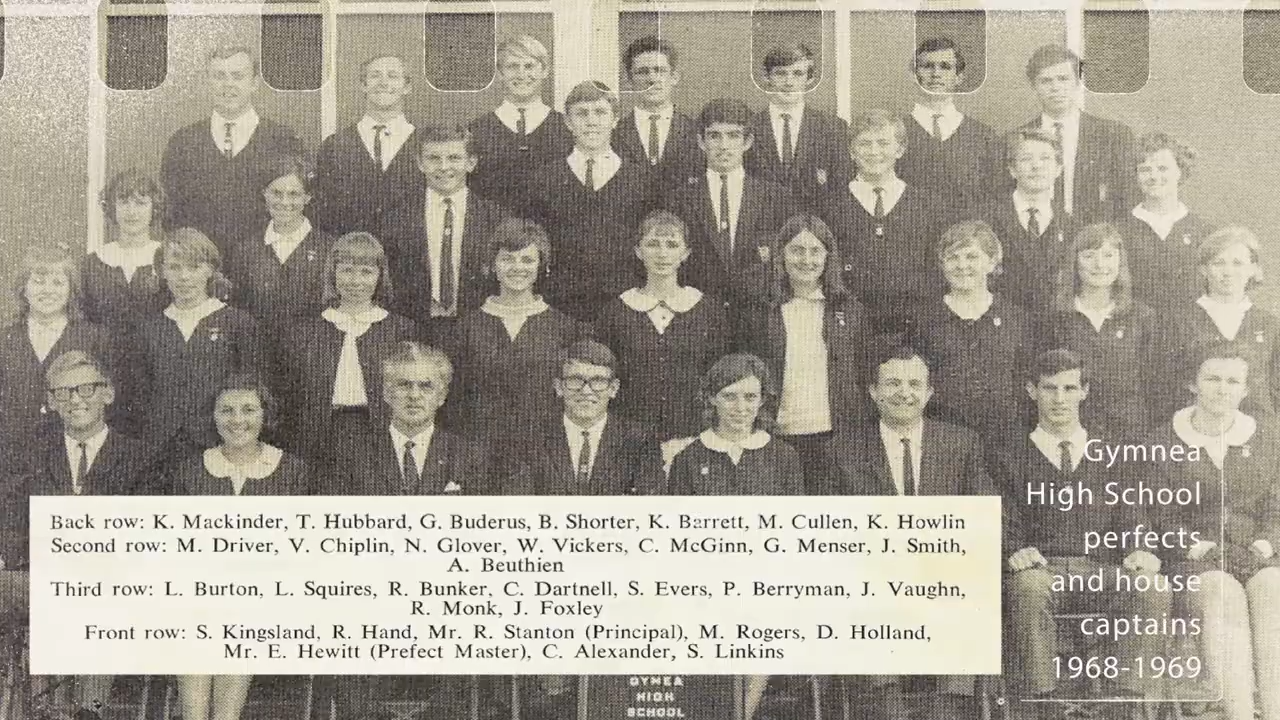 Back row: K. Mackinder, T. Hubbard, G. Buderus, B. Shorter, K. Barrett, M. Cullen, K. Howlin
Second row: M. Driver, V. Chiplin, N. Glover, W. Vickers, C. McGinn, G. Menser, J. Smith,
A. Beuthien
Third row: L. Burton, L. Squires, R. Bunker, C. Dartnell, S. Evers, P. Berryman, J. Vaughn,
R. Monk, J. Foxley
Front row: S. Kingsland, R. Hand, Mr. R. Stanton (Principal), M. Rogers, D. Holland,
Mr. E. Hewitt (Prefect Master), C. Alexander, S. Linkins
Gymnea
High School
perfects
and house
captains
1968-1969
GYMEA
HIGH
SCHOOL